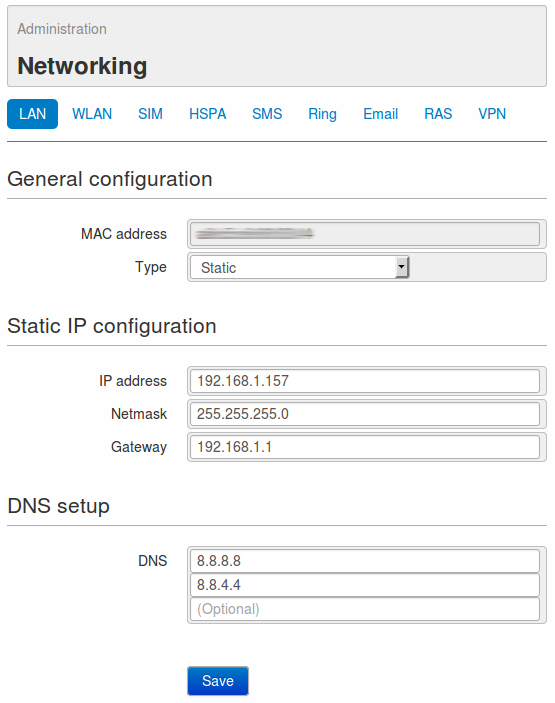 Administration
Networking
LAN WLAN SIM HSPA SMS Ring Email RAS VPN
General configuration
MAC address
Type Static
Static IP configuration
IP address 192.168.1.157
Netmask 255.255.255.0
Gateway 192.168.1.1
DNS setup
DNS 8.8.8.8
8.8.4.4
(Optional)
Save